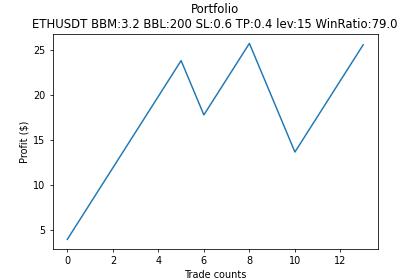 Portfolio
ETHUSDT BBM:3.2 BBL:200 SL:0.6 TP:0.4 lev:15 WinRatio:79.0
25
20
15
10
5
Profit ($)
0 2 4 6 8 10 12
Trade counts